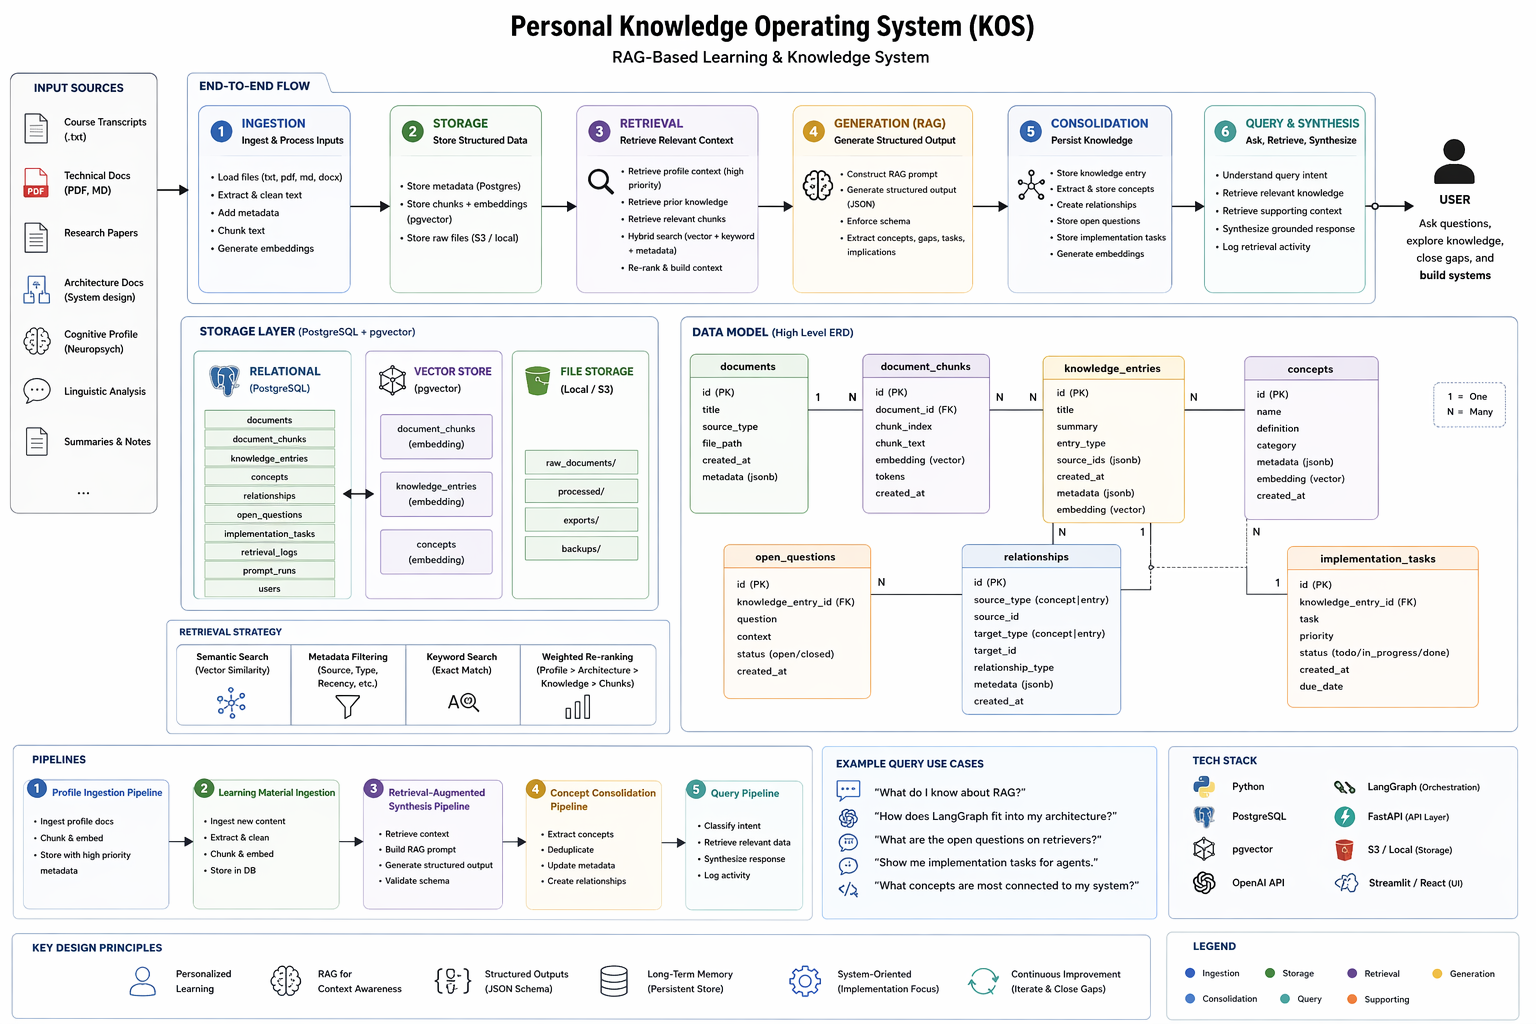 Personal Knowledge Operating System (KOS)
RAG-Based Learning & Knowledge System
INPUT SOURCES
Course Transcripts
(.txt)
PDF
Technical Docs
(PDF, MD)
Research Papers
Architecture Docs
(System design)
Cognitive Profile
(Neuropsych)
Linguistic Analysis
Summaries & Notes
...
END-TO-END FLOW
1
INGESTION
Ingest & Process Inputs
• Load files (txt, pdf, md, docx)
• Extract & clean text
• Add metadata
• Chunk text
• Generate embeddings
2
STORAGE
Store Structured Data
• Store metadata (Postgres)
• Store chunks + embeddings
(pgvector)
• Store raw files (S3 / local)
3
RETRIEVAL
Retrieve Relevant Context
• Retrieve profile context (high
priority)
• Retrieve prior knowledge
• Retrieve relevant chunks
• Hybrid search (vector + keyword
+ metadata)
• Re-rank & build context
4
GENERATION (RAG)
Generate Structured Output
• Construct RAG prompt
• Generate structured output
(JSON)
• Enforce schema
• Extract concepts, gaps, tasks,
implications
5
CONSOLIDATION
Persist Knowledge
• Store knowledge entry
• Extract & store concepts
• Create relationships
• Store open questions
• Store implementation tasks
• Generate embeddings
6
QUERY & SYNTHESIS
Ask, Retrieve, Synthesize
• Understand query intent
• Retrieve relevant knowledge
• Retrieve supporting context
• Synthesize grounded response
• Log retrieval activity
USER
Ask questions,
explore knowledge,
close gaps, and
build systems
STORAGE LAYER (PostgreSQL + pgvector)
RELATIONAL
(PostgreSQL)
documents
document_chunks
knowledge_entries
concepts
relationships
open_questions
implementation_tasks
retrieval_logs
prompt_runs
users
VECTOR STORE
(pgvector)
document_chunks
(embedding)
knowledge_entries
(embedding)
concepts
(embedding)
FILE STORAGE
(Local / S3)
raw_documents/
processed/
exports/
backups/
DATA MODEL (High Level ERD)
documents
id (PK)
title
source_type
file_path
created_at
metadata (jsonb)
1 N
document_chunks
id (PK)
document_id (FK)
chunk_index
chunk_text
embedding (vector)
tokens
created_at
N N
knowledge_entries
id (PK)
title
summary
entry_type
source_ids (jsonb)
created_at
metadata (jsonb)
embedding (vector)
N
concepts
id (PK)
name
definition
category
metadata (jsonb)
embedding (vector)
created_at
1 = One
N = Many
open_questions
id (PK)
knowledge_entry_id (FK)
question
context
status (open/closed)
created_at
N
N
1
relationships
id (PK)
source_type (concept|entry)
source_id
target_type (concept|entry)
target_id
relationship_type
metedata (jsonb)
created_at
N
1
implementation_tasks
id (PK)
knowledge_entry_id (FK)
task
priority
status (todo/in_progress/done)
created_at
due_date
RETRIEVAL STRATEGY
Semantic Search
(Vector Similarity)
Metadata Filtering
(Source, Type,
Recency, etc.)
Keyword Search
(Exact Match)
A
Weighted Re-ranking
(Profile > Architecture >
Knowledge > Chunks)
PIPELINES
1
Profile Ingestion Pipeline
• Ingest profile docs
• Chunk & embed
• Store with high priority
metadata
2
Learning Material Ingestion
• Ingest new content
• Extract & clean
• Chunk & embed
• Store in DB
3
Retrieval-Augmented
Synthesis Pipeline
• Retrieve context
• Build RAG prompt
• Generate structured output
• Validate schema
4
Concept Consolidation
Pipeline
• Extract concepts
• Deduplicate
• Update metadata
• Create relationships
5
Query Pipeline
• Classify intent
• Retrieve relevant data
• Synthesize response
• Log activity
EXAMPLE QUERY USE CASES
"What do I know about RAG?"
"How does LangGraph fit into my architecture?"
"What are the open questions on retrievers?"
"Show me implementation tasks for agents."
"What concepts are most connected to my system?"
TECH STACK
Python
PostgreSQL
pgvector
OpenAI API
LangGraph (Orchestration)
FastAPI (API Layer)
S3 / Local (Storage)
Streamlit / React (UI)
KEY DESIGN PRINCIPLES
Personalized
Learning
RAG for
Context Awareness
Structured Outputs
(JSON Schema)
Long-Term Memory
(Persistent Store)
System-Oriented
(Implementation Focus)
Continuous Improvement
(Iterate & Close Gaps)
LEGEND
Ingestion
Storage
Retrieval
Generation
Consolidation
Query
Supporting